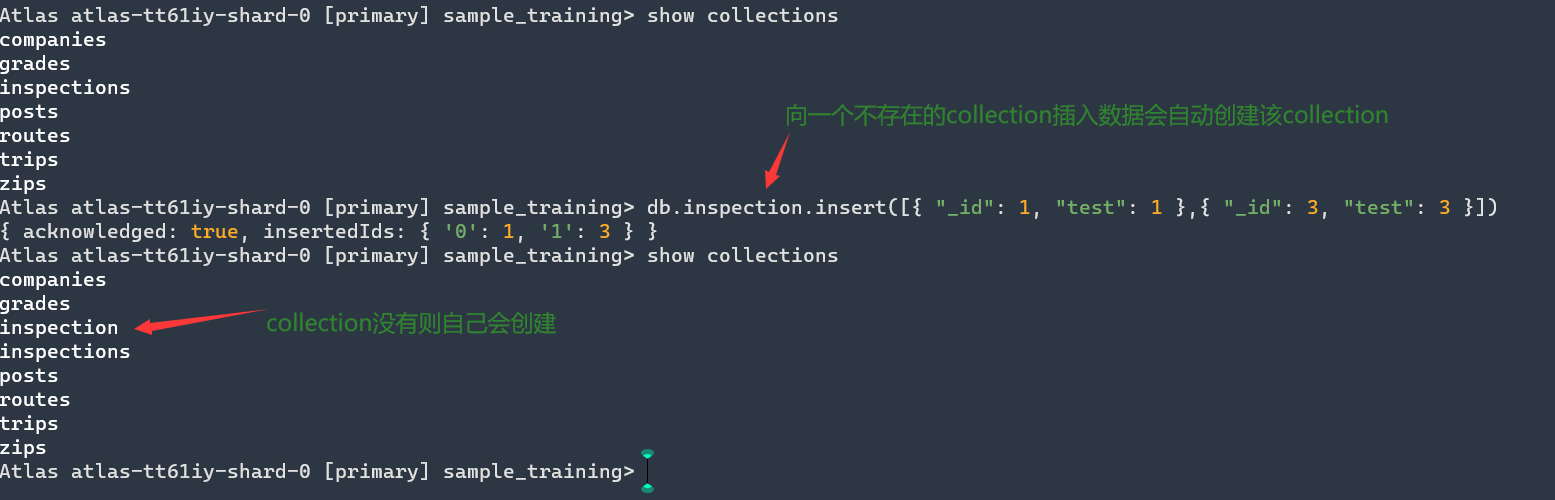 Atlas atlas-tt61iy-shard-0 [primary] sample_training> show collections
companies
grades
inspections
posts
向一个不存在的collection插入数据会自动创建该collection
routes
trips
zips
Atlas atlas-tt61iy-shard-0 [primary] sample_training> db.inspection.insert([{ "_id": 1, "test": 1 },{ "_id": 3, "test": 3 }])
{ acknowledged: true, insertedIds: { '0': 1, '1': 3 } }
Atlas atlas-tt61iy-shard-0 [primary] sample_training> show collections
companies
grades
inspection
collection没有则自己会创建
inspections
posts
routes
trips
zips
Atlas atlas-tt61iy-shard-0 [primary] sample_training>